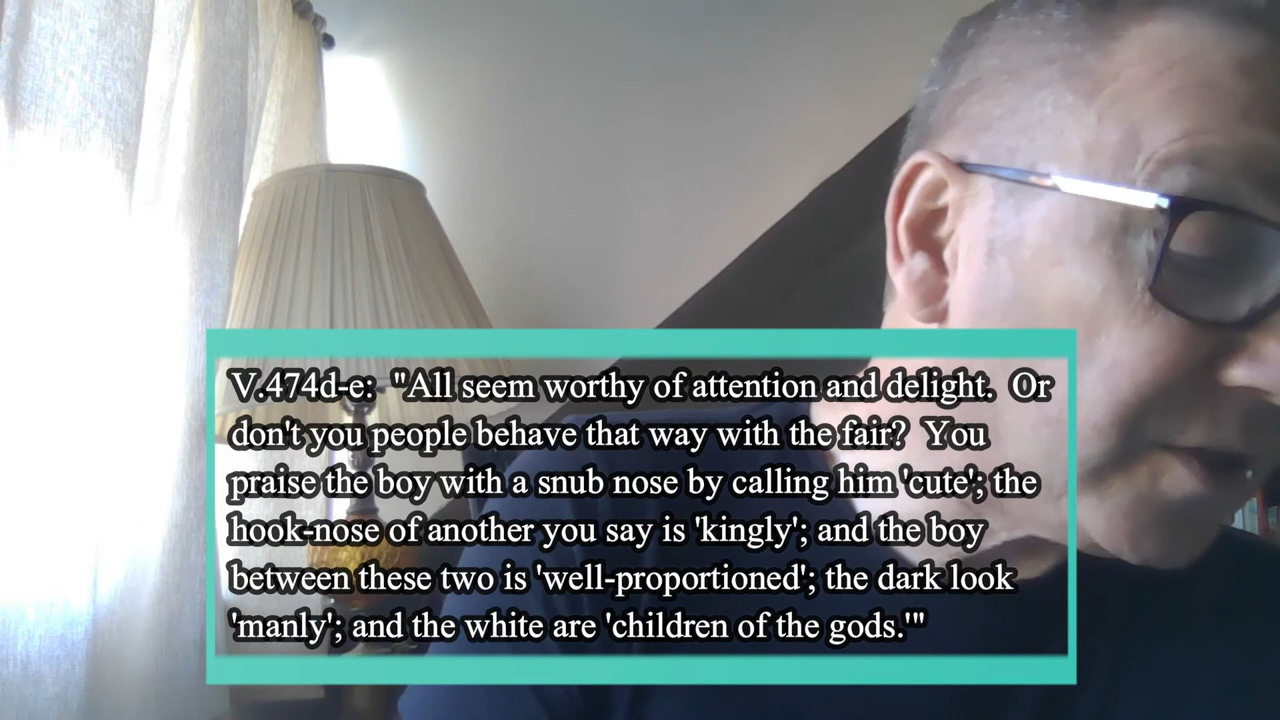 V.474d-e:  "All seem worthy of attention and delight.  Or
don't you people behave that way with the fair?  You
praise the boy with a snub nose by calling him 'cute'; the
hook-nose of another you say is 'kingly'; and the boy
between these two is 'well-proportioned'; the dark look
'manly'; and the white are 'children of the gods.'"